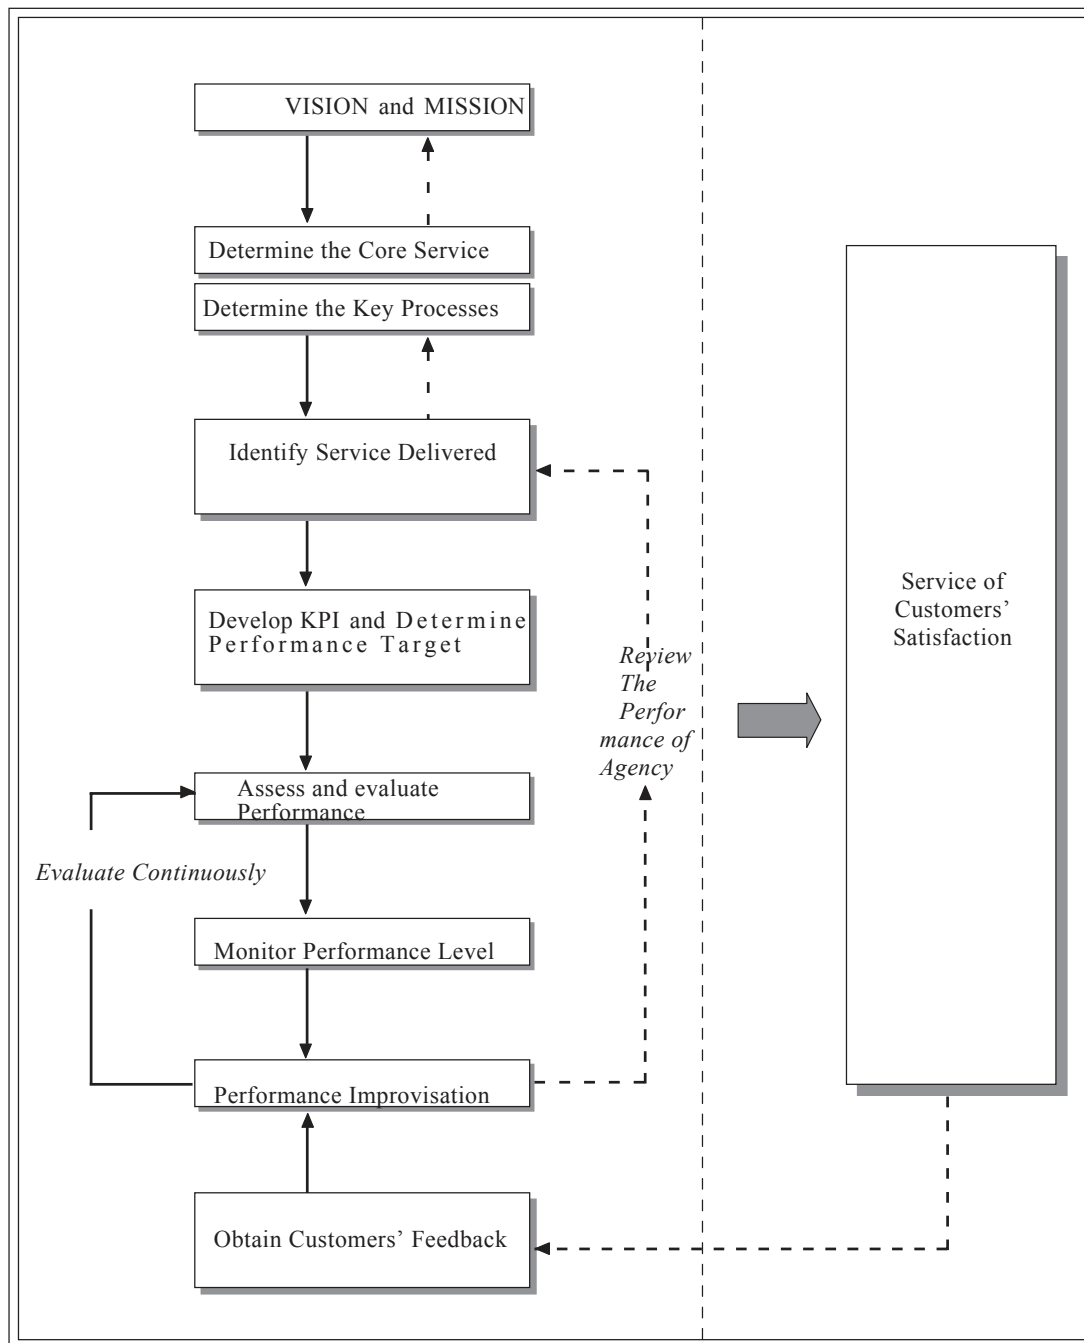 VISION and MISSION
Determine the Core Service
Determine the Key Processes
Identify Service Delivered
Develop KPI and Determine
Performance Target
Review
The
Perfor
mance of
Agency
Service of
Customers’
Satisfaction
Assess and evaluate
Performance
Evaluate Continuously
Monitor Performance Level
Performance Improvisation
Obtain Customers’ Feedback